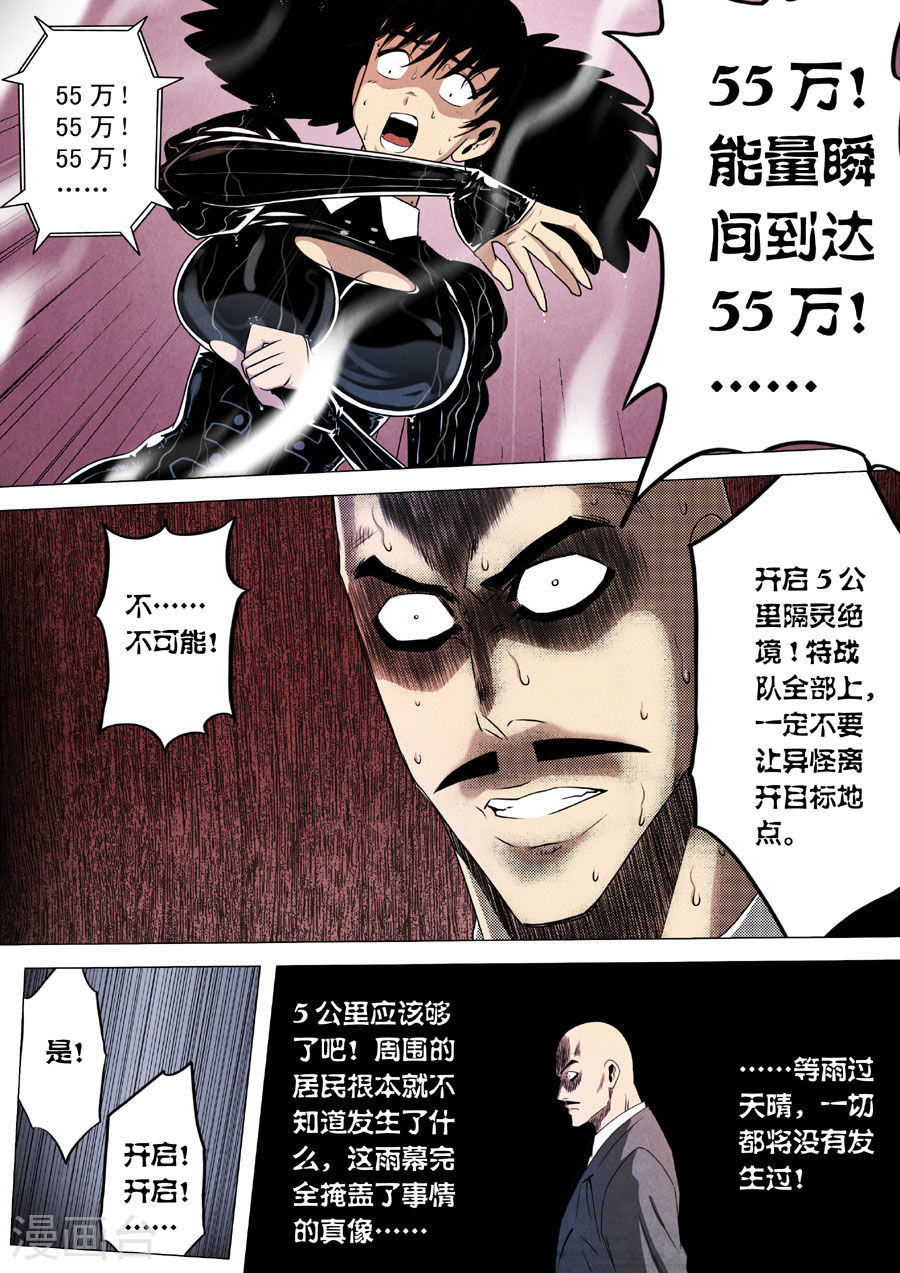 55万！
55万！
55万！
……
55万！
能量瞬
间到达
55万！
……
不……
不可能！
开启5公
里隔灵绝
境！特战
队全部上，
一定不要
让异怪离
开目标地
点。
是！
开启！
开启！
……
5公里应该够
了吧！周围的
居民根本就不
知道发生了什
么，这雨幕完
全掩盖了事情
的真像……
……等雨过
天晴，一切
都将没有发
生过！
漫画台